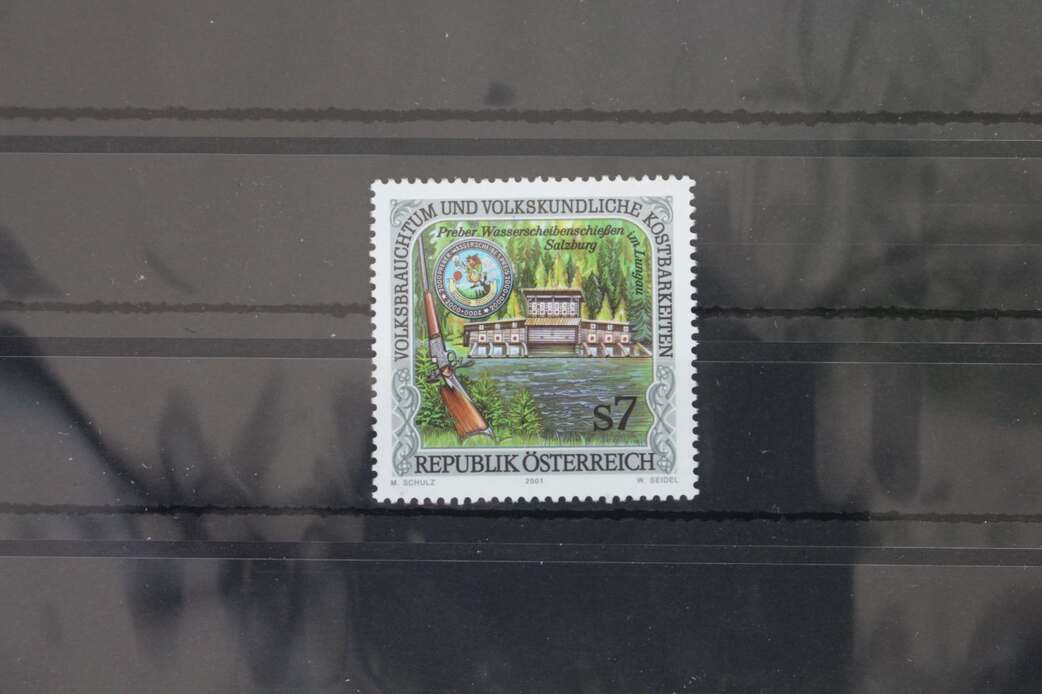 VOLKSBRAUCHTUM UND VOLKSKUNDLICHE KOSTBARKEITEN
Preber Wasserscheibenschießen
Salzburg
im Lungau
s7
REPUBLIK ÖSTERREICH
M. SCHULZ 2001 W. SEIDEL